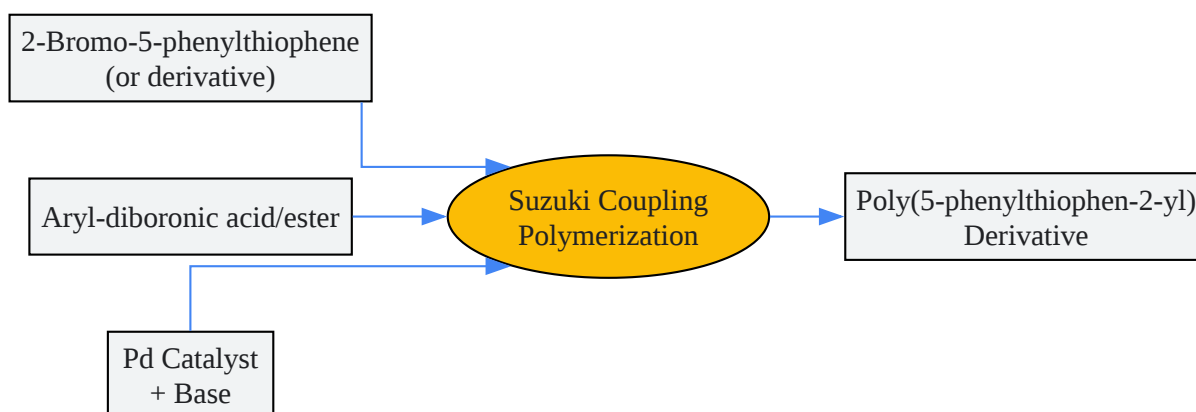 2-Bromo-5-phenylthiophene
(or derivative)
Aryl-diboronic acid/ester
Pd Catalyst
+ Base
Suzuki Coupling
Polymerization
Poly(5-phenylthiophen-2-yl)
Derivative